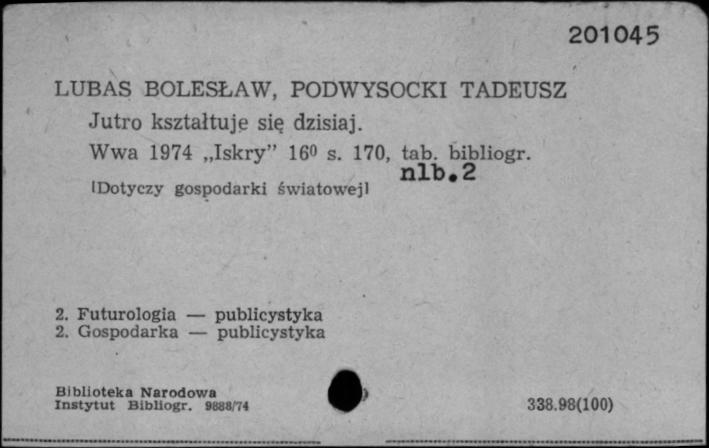 201045
LUBAS BOLESŁAW, PODWYSOCKI TADEUSZ
Jutro kształtuje się dzisiaj.
Wwa 1974 „Iskry” 16⁰ s. 170, tab. bibliogr.
nlb.2
[Dotyczy gospodarki światowej]
2. Futurologia — publicystyka
2. Gospodarka — publicystyka
Biblioteka Narodowa
Instytut Bibliogr. 9888/74
338.98(100)